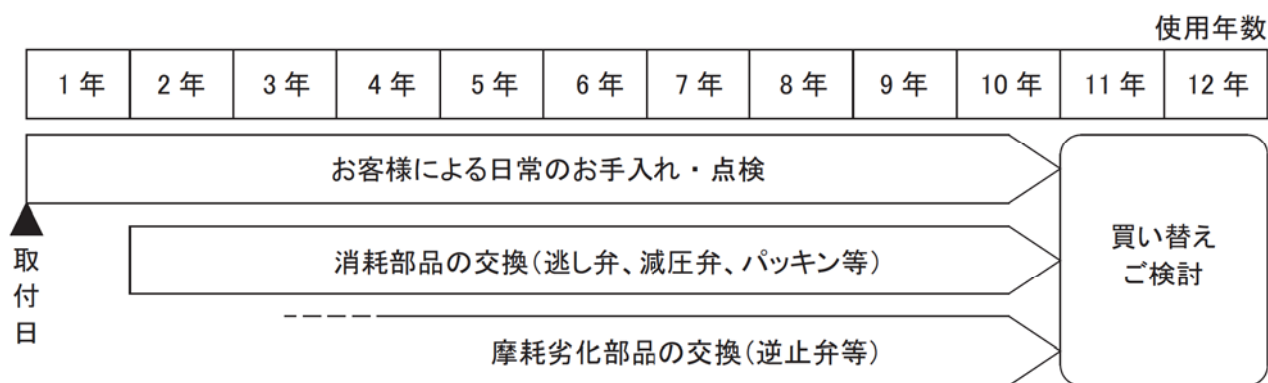 使用年数
1年 2年 3年 4年 5年 6年 7年 8年 9年 10年 11年 12年
お客様による日常のお手入れ・点検
取付日
消耗部品の交換(逃し弁、減圧弁、パッキン等)
買い替え
ご検討
摩耗劣化部品の交換(逆止弁等)